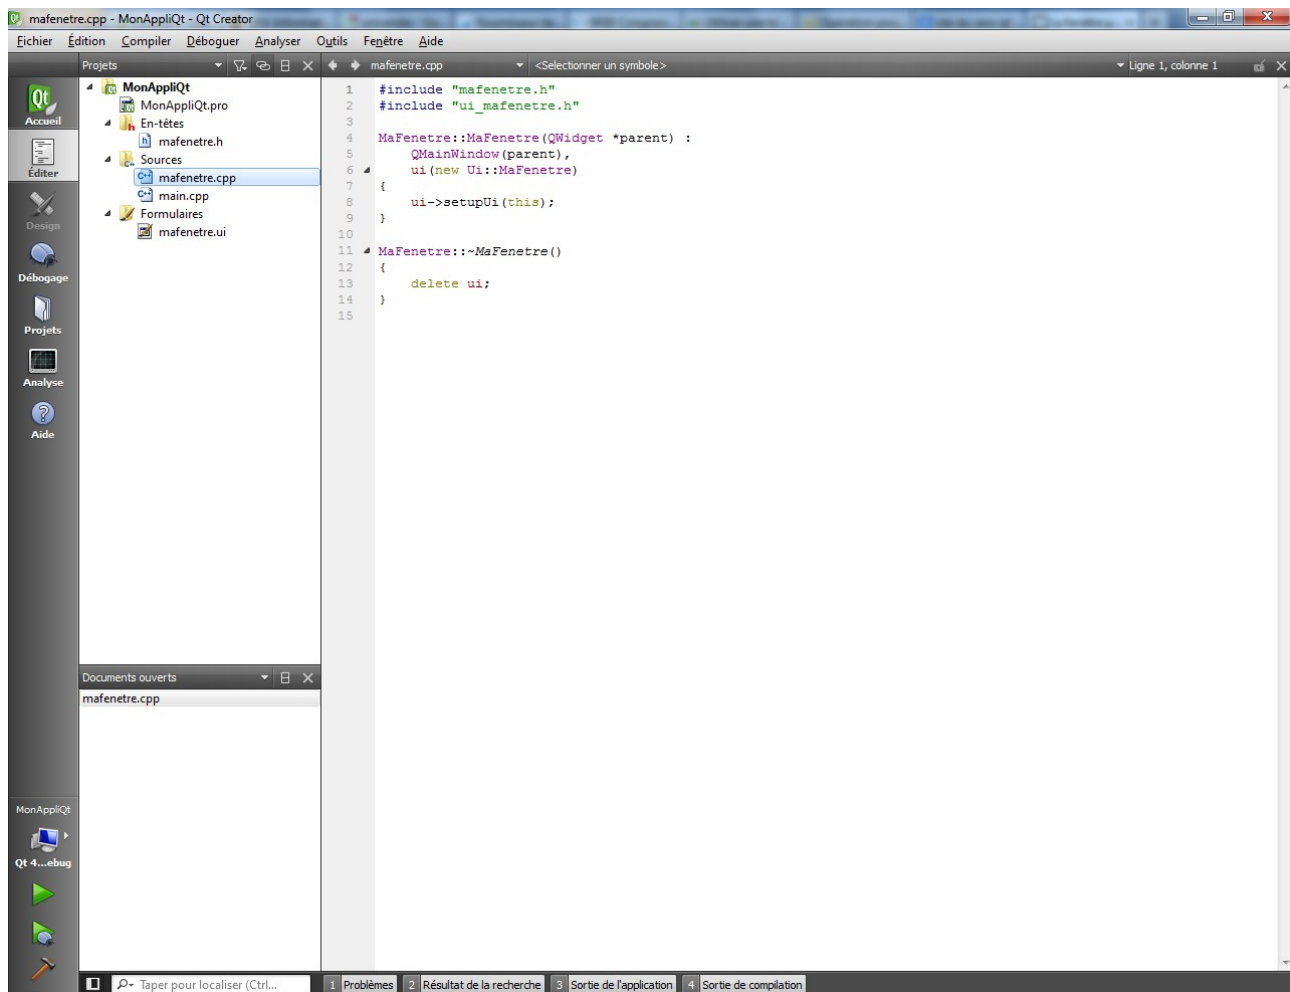 mafenetre.cpp - MonAppliQt - Qt Creator
Fichier Édition Compiler Déboguer Analyser Outils Fenêtre Aide
Projets
mafenetre.cpp
<Selectionner un symbole>
Ligne 1, colonne 1
Accueil
Éditer
Design
Débogage
Projets
Analyse
Aide
MonAppliQt
MonAppliQt.pro
En-têtes
mafenetre.h
Sources
mafenetre.cpp
main.cpp
Formulaires
mafenetre.ui
1 #include "mafenetre.h"
2 #include "ui_mafenetre.h"
3
4 MaFenetre::MaFenetre(QWidget *parent) :
5     QMainWindow(parent),
6     ui(new Ui::MaFenetre)
7 {
8     ui->setupUi(this);
9 }
10
11 MaFenetre::~MaFenetre()
12 {
13     delete ui;
14 }
15
Documents ouverts
mafenetre.cpp
MonAppliQt
Qt 4...ebug
Taper pour localiser (Ctrl...
1 Problèmes 2 Résultat de la recherche 3 Sortie de l'application 4 Sortie de compilation